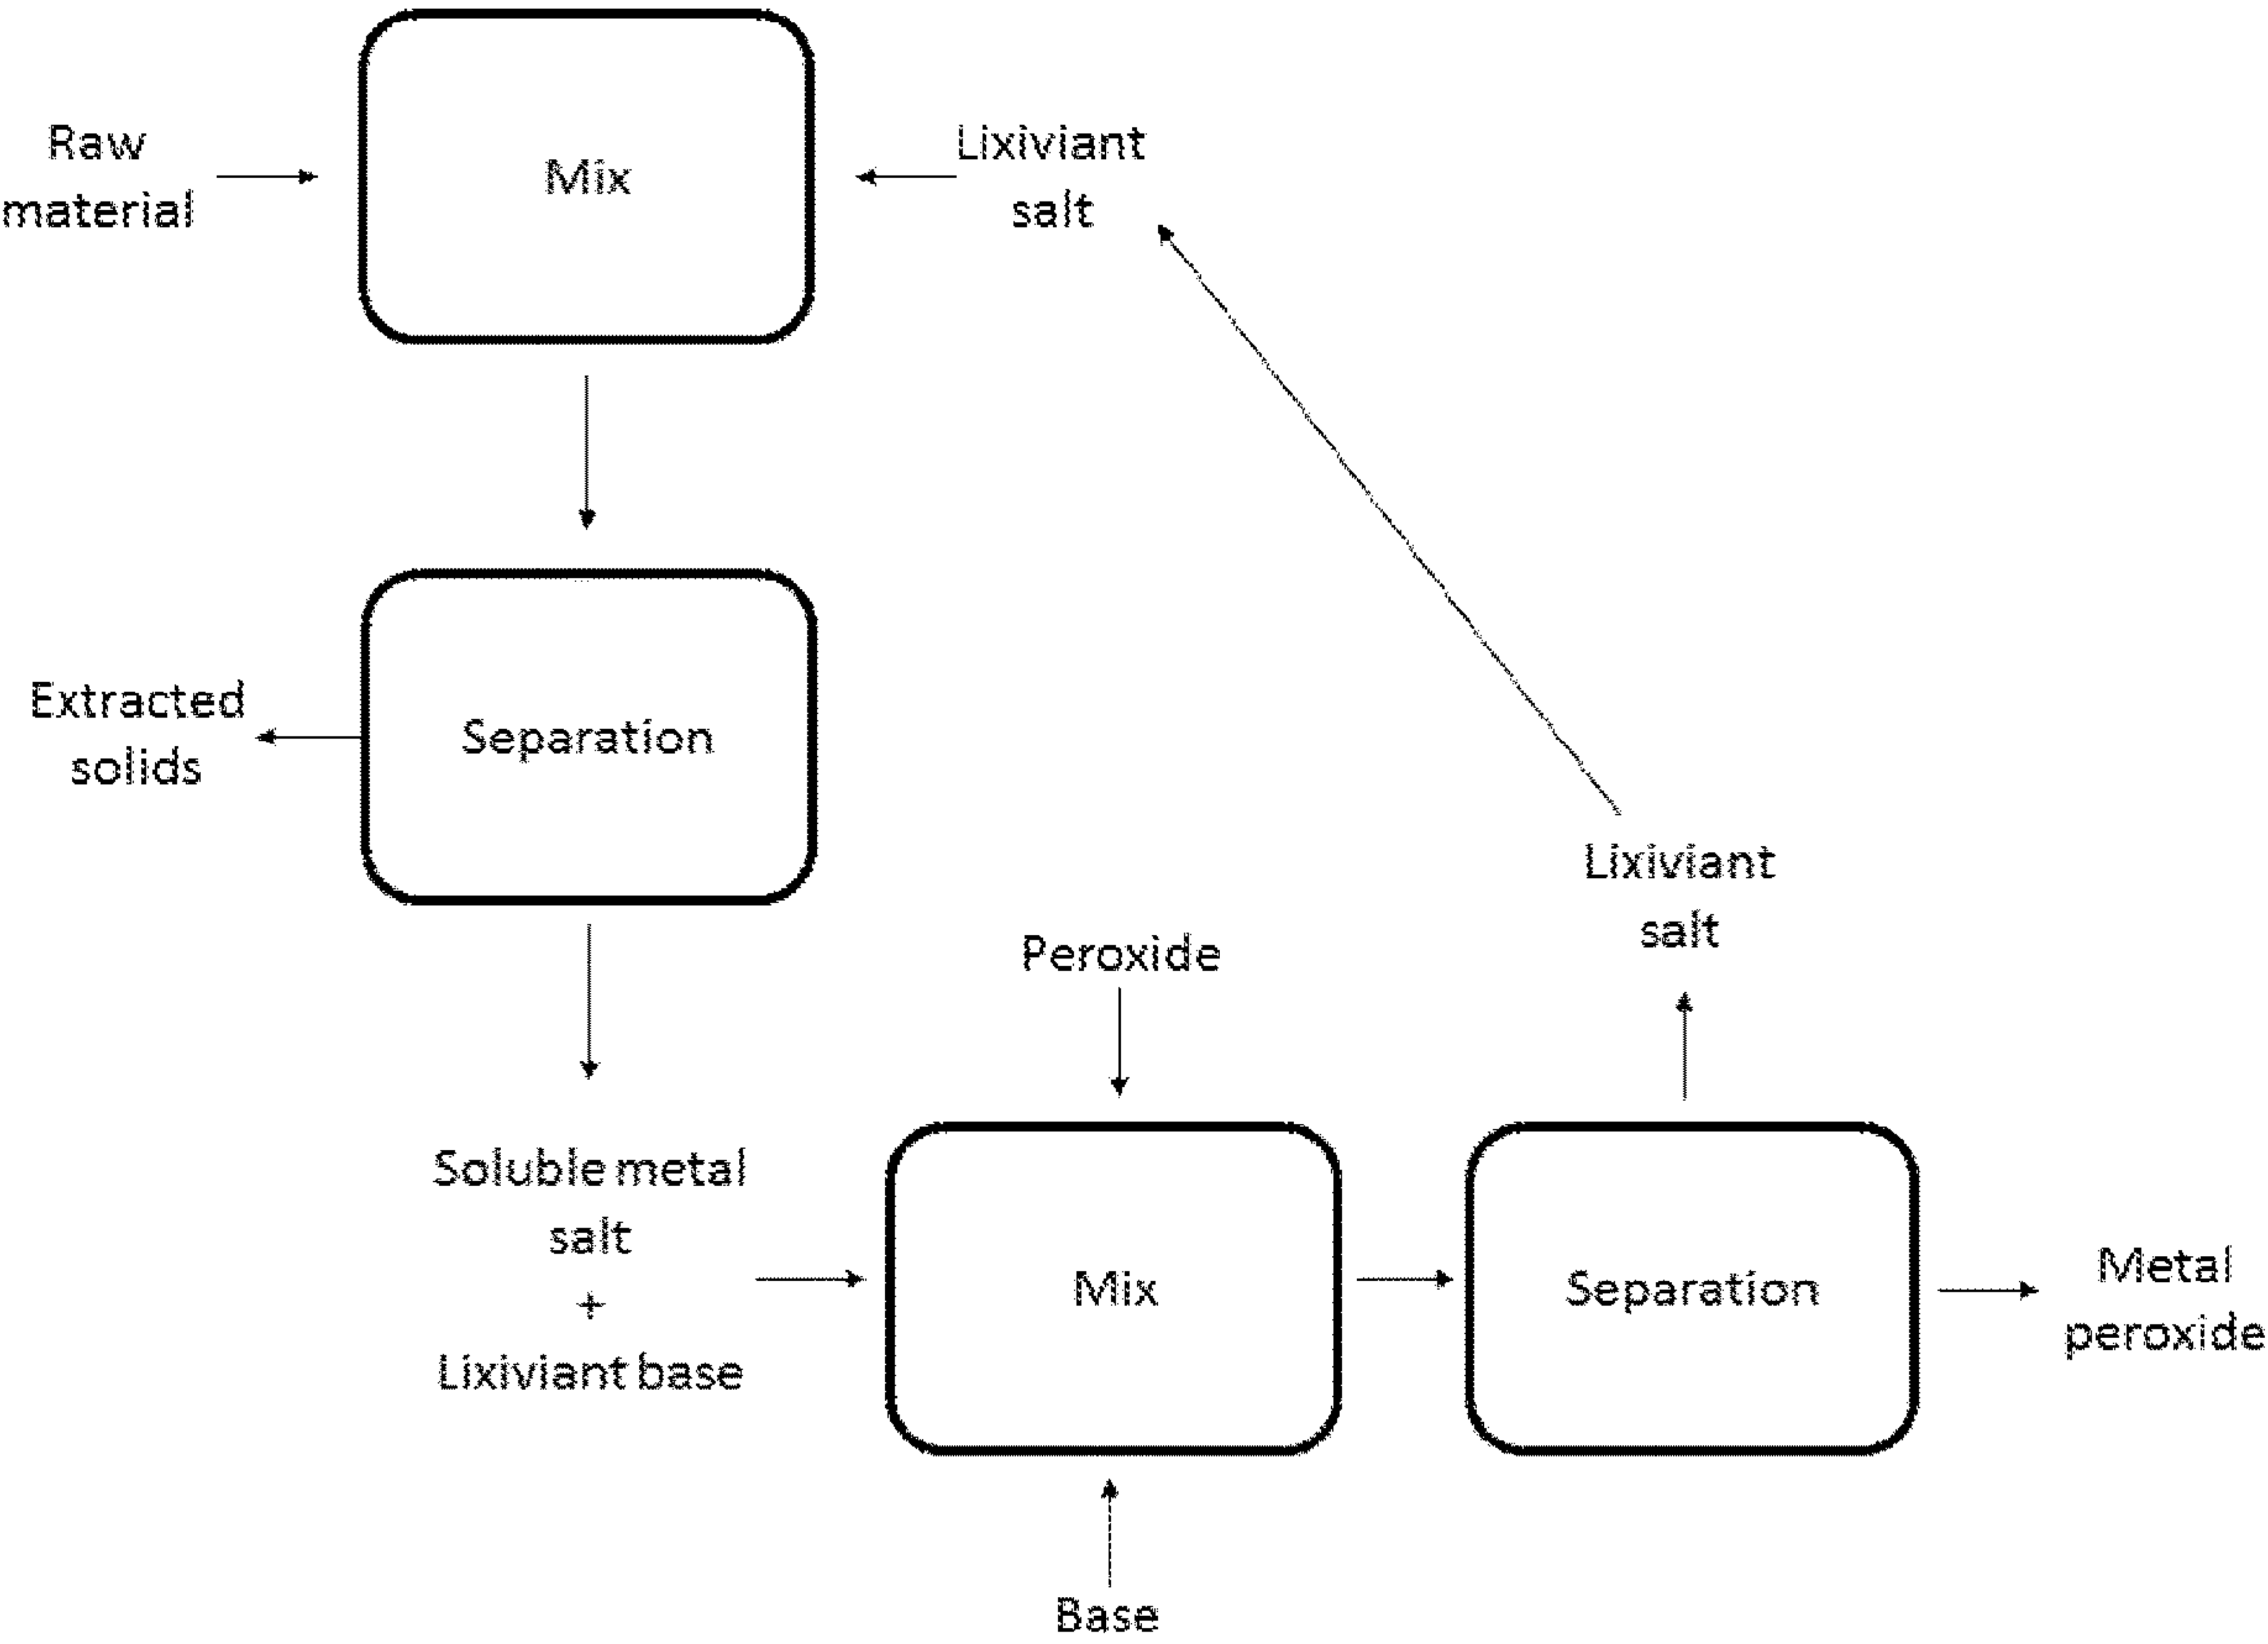 Raw
material
Mix
Lixiviant
salt
Extracted
solids
Separation
Lixiviant
salt
Peroxide
Soluble metal
salt
+
Lixiviant base
Mix
Separation
Metal
peroxide
Base